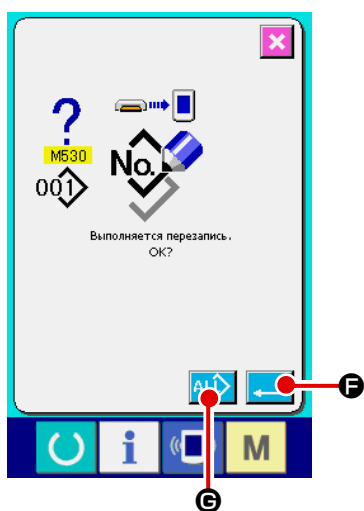 M530
No.
001
Выполняется перезапись.
OK?
ALL
F
i
M
G